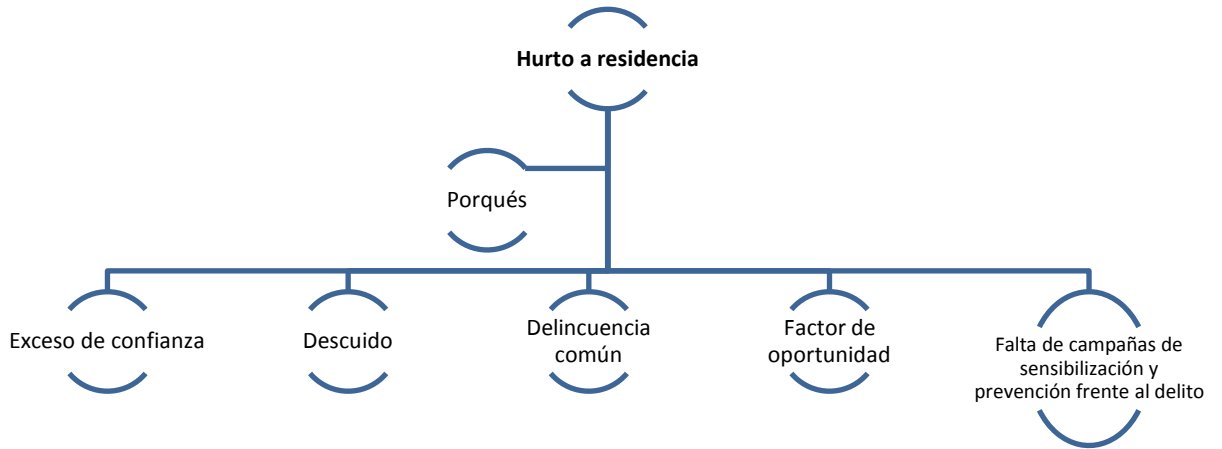 Hurto a residencia
Porqués
Exceso de confianza
Descuido
Delincuencia
común
Factor de
oportunidad
Falta de campañas de
sensibilización y
prevención frente al delito